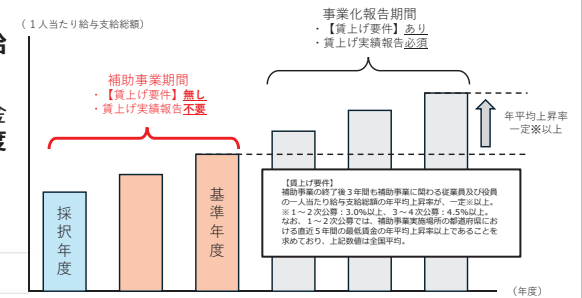 （１人当たり給与支給総額）
給
金
度
補助事業期間
・【賃上げ要件】無し
・賃上げ実績報告不要
事業化報告期間
・【賃上げ要件】あり
・賃上げ実績報告必須
年平均上昇率
一定※以上
採択年度
基準年度
【賃上げ要件】
補助事業の終了後３年間も補助事業に関わる従業員及び役員
の一人当たり給与支給総額の年平均上昇率が、一定※以上。
※１～２次公募：3.0%以上、３～４次公募：4.5%以上。
なお、１～２次公募では、補助事業実施場所の都道府県にお
ける直近５年間の最低賃金の年平均上昇率以上であることを
求めており、上記数値は全国平均。
（年度）